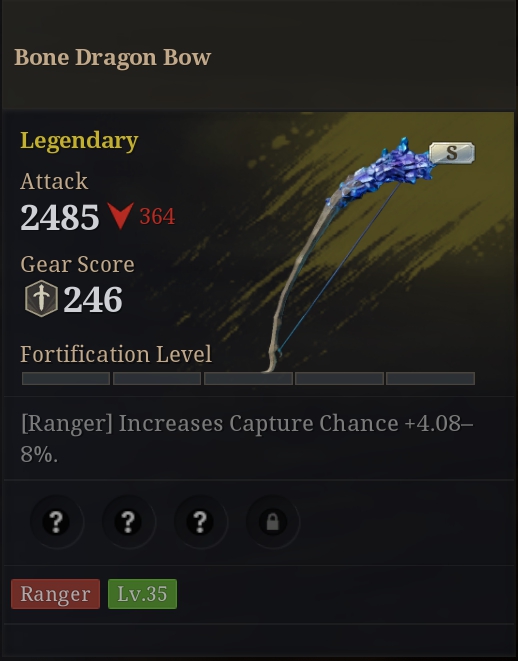 Bone Dragon Bow
Legendary
S
Attack
2485 364
Gear Score
246
Fortification Level
[Ranger] Increases Capture Chance +4.08–
8%.
? ? ?
Ranger Lv.35